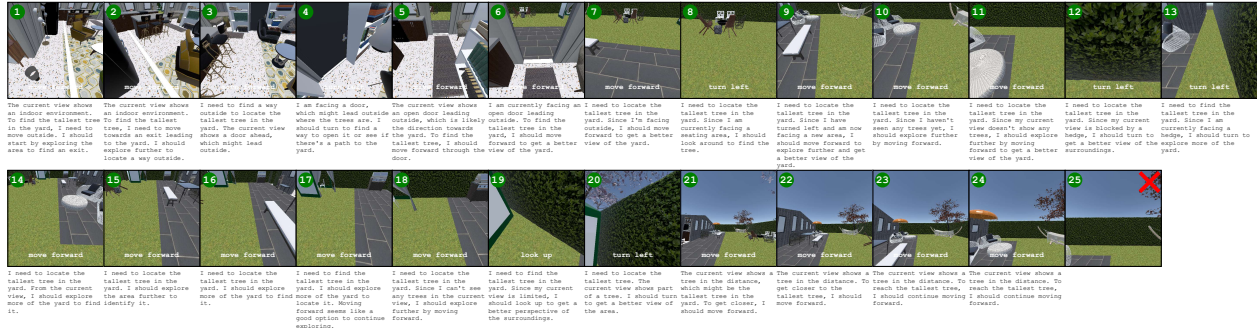 1
The current view shows
an indoor environment.
To find the tallest tree
in the yard, I need to
move outside. I should
start by exploring the
area to find an exit.
2
The current view shows
an indoor environment.
To find the tallest
tree, I need to move
towards an exit leading
to the yard. I should
explore further to
locate a way outside.
3
I need to find a way
outside to locate the
tallest tree in the
yard. The current view
shows a door ahead,
which might lead
outside.
4
I am facing a door,
which might lead outside
where the trees are. I
should turn to find a
way to open it or see if
there's a path to the
yard.
5
forward
The current view shows
an open door leading
outside, which is likely
the direction towards
the yard. To find the
tallest tree, I should
move forward through the
door.
6
move forward
I am currently facing an
open door leading
outside. To find the
tallest tree in the
yard, I should move
forward to get a better
view of the yard.
7
move forward
I need to locate the
tallest tree in the
yard. Since I'm facing
outside, I should move
forward to get a better
view of the yard.
8
turn left
I need to locate the
tallest tree in the
yard. Since I am
currently facing a
seating area, I should
look around to find the
tree.
9
move forward
I need to locate the
tallest tree in the
yard. Since I have
turned left and am now
facing a new area, I
should move forward to
explore further and get
a better view of the
yard.
10
move forward
I need to locate the
tallest tree in the
yard. Since I haven't
seen any trees yet, I
should explore further
by moving forward.
11
move forward
I need to locate the
tallest tree in the
yard. Since my current
view doesn't show any
trees, I should explore
further by moving
forward to get a better
view of the yard.
12
turn left
I need to locate the
tallest tree in the
yard. Since my current
view is blocked by a
hedge, I should turn to
get a better view of the
surroundings.
13
turn left
I need to find the
tallest tree in the
yard. Since I am
currently facing a
hedge, I should turn to
explore more of the
yard.
14
move forward
I need to locate the
tallest tree in the
yard. From the current
view, I should explore
more of the yard to find
it.
15
move forward
I need to locate the
tallest tree in the
yard. I should explore
the area further to
identify it.
16
move forward
I need to locate the
tallest tree in the
yard. I should explore
more of the yard to find
17
move forward
I need to find the
tallest tree in the
yard. I should explore
more of the yard to
locate it. Moving
forward seems like a
good option to continue
exploring.
18
move forward
I need to locate the
tallest tree in the
yard. Since I can't see
any trees in the current
view, I should explore
further by moving
forward.
19
look up
I need to find the
tallest tree in the
yard. Since my current
view is limited, I
should look up to get a
better perspective of
the surroundings.
20
turn left
I need to locate the
tallest tree in the
yard. The current
view shows part
of a tree. I should turn
to get a better view of
the area.
21
move forward
The current view shows a
tree in the distance,
which might be the
tallest tree in the
yard. To get closer, I
should move forward.
22
move forward
The current view shows a
tree in the distance. To
get closer to the
tallest tree, I should
move forward.
23
move forward
The current view shows a
tree in the distance. To
reach the tallest tree,
I should continue moving
forward.
24
move forward
The current view shows a
tree in the distance. To
reach the tallest tree,
I should continue moving
forward.
25